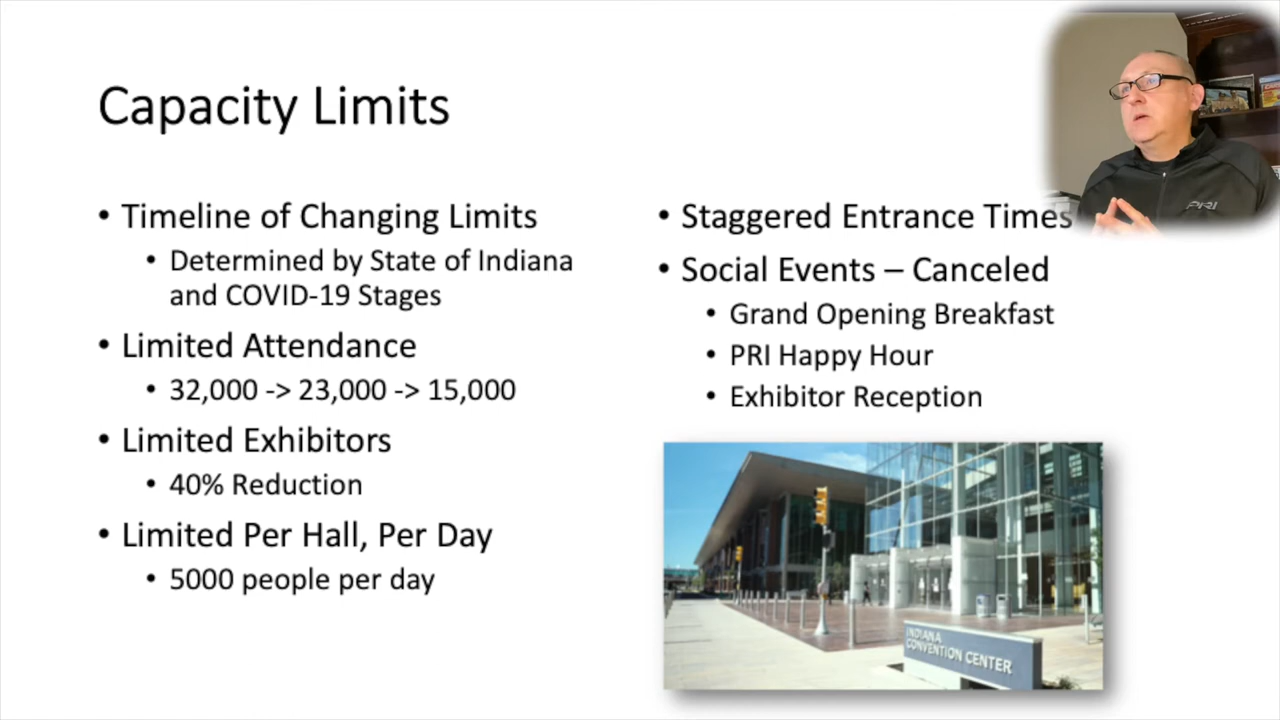 Capacity Limits
• Timeline of Changing Limits
• Determined by State of Indiana
and COVID-19 Stages
• Limited Attendance
• 32,000 -> 23,000 -> 15,000
• Limited Exhibitors
• 40% Reduction
• Limited Per Hall, Per Day
• 5000 people per day
• Staggered Entrance Times
• Social Events – Canceled
• Grand Opening Breakfast
• PRI Happy Hour
• Exhibitor Reception
INDIANA
CONVENTION CENTER
PRI